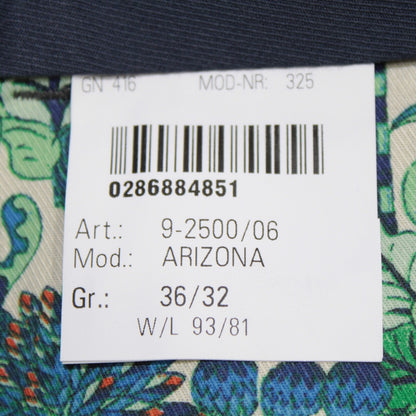 GN 416 MOD-NR: 325
0286884851
Art.: 9-2500/06
Mod.: ARIZONA
Gr.: 36/32
W/L 93/81